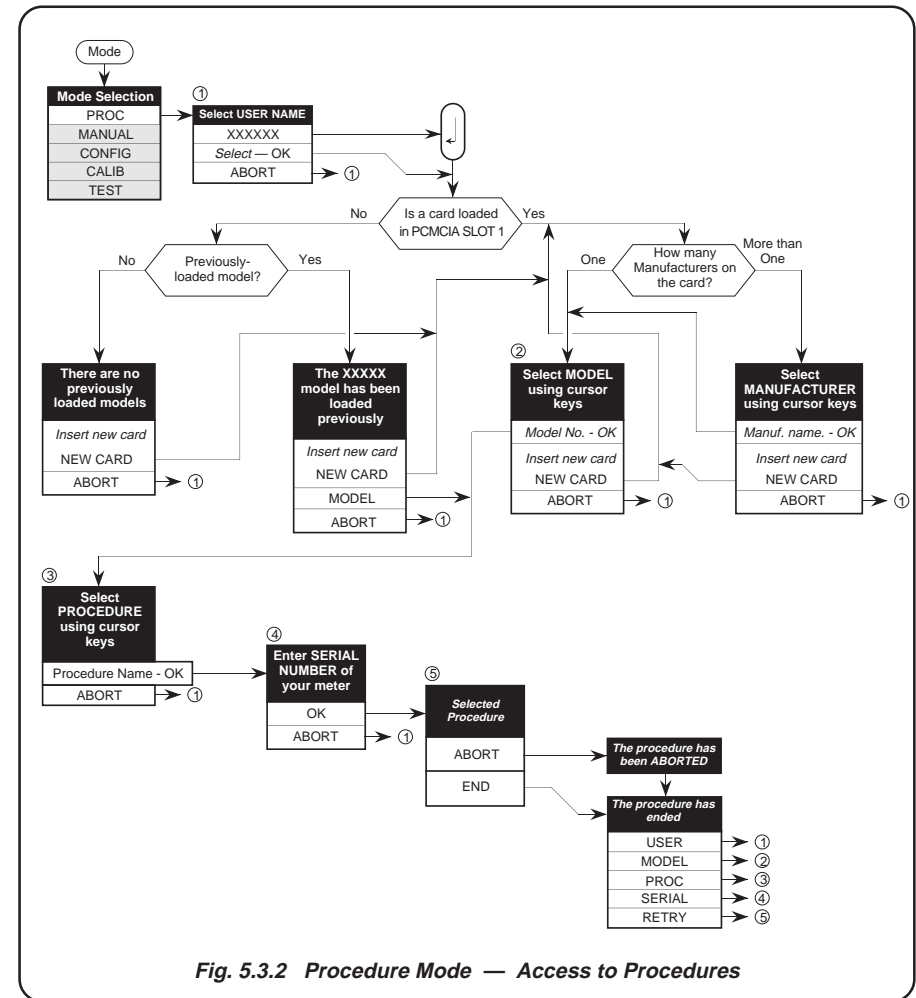 Mode
Mode Selection
PROC
MANUAL
CONFIG
CALIB
TEST
①
Select USER NAME
XXXXXX
Select — OK
ABORT
①
↵
Is a card loaded
in PCMCIA SLOT 1
No
Yes
Previously-
loaded model?
No
Yes
How many
Manufacturers on
the card?
One
More than
One
There are no
previously
loaded models
Insert new card
NEW CARD
ABORT
①
The XXXXX
model has been
loaded
previously
Insert new card
NEW CARD
MODEL
ABORT
①
②
Select MODEL
using cursor
keys
Model No. - OK
Insert new card
NEW CARD
ABORT
①
Select
MANUFACTURER
using cursor keys
Manuf. name. - OK
Insert new card
NEW CARD
ABORT
①
③
Select
PROCEDURE
using cursor
keys
Procedure Name - OK
ABORT
①
④
Enter SERIAL
NUMBER of
your meter
OK
ABORT
①
⑤
Selected
Procedure
ABORT
END
The procedure has
been ABORTED
The procedure has
ended
USER
①
MODEL
②
PROC
③
SERIAL
④
RETRY
⑤
Fig. 5.3.2 Procedure Mode — Access to Procedures